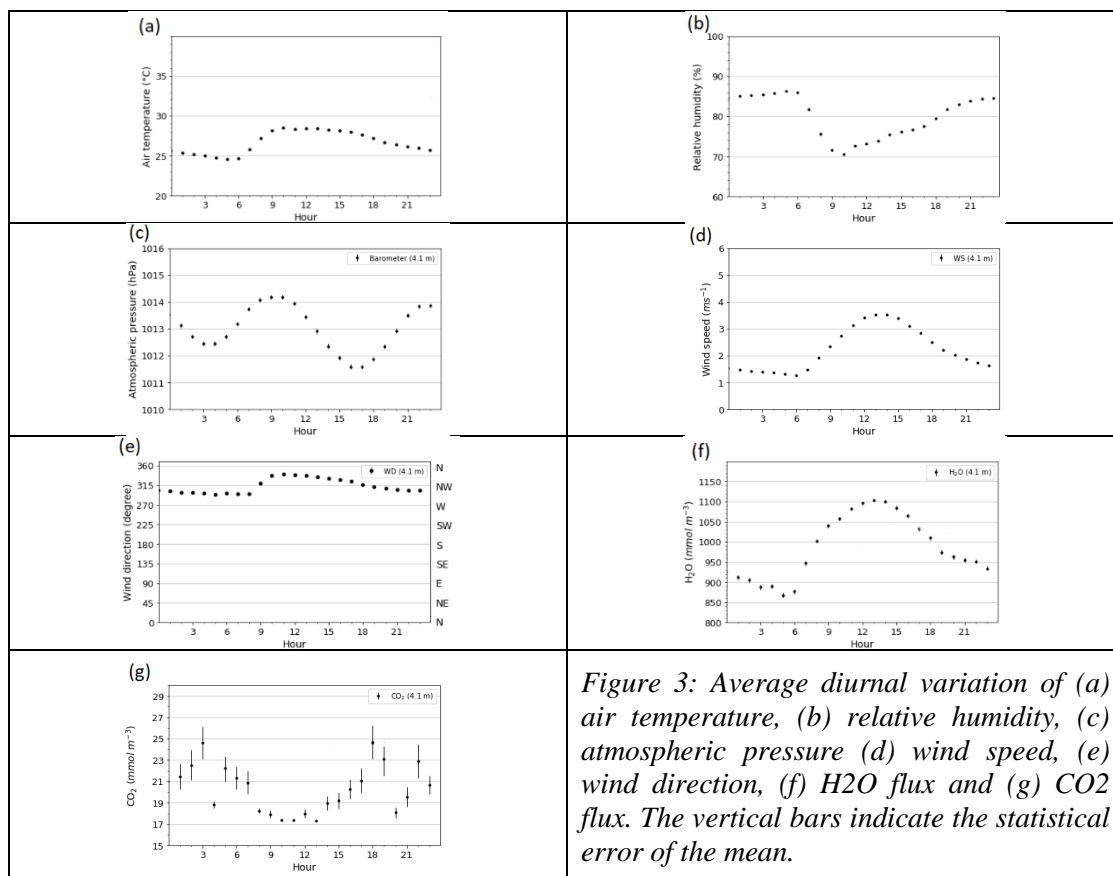 (a)
40
35
30
25
20
Air temperature (°C)
3 6 9 12 15 18 21
Hour
(b)
100
90
80
70
60
Relative humidity (%)
3 6 9 12 15 18 21
Hour
(c)
1016
1015
1014
1013
1012
1011
1010
Atmospheric pressure (hPa)
Barometer (4.1 m)
3 6 9 12 15 18 21
Hour
(d)
6
5
4
3
2
1
0
Wind speed (ms⁻¹)
WS (4.1 m)
3 6 9 12 15 18 21
Hour
(e)
360 N
315 NW
270 W
225 SW
180 S
135 SE
90 E
45 NE
0 N
Wind direction (degree)
WD (4.1 m)
3 6 9 12 15 18 21
Hour
(f)
1150
1100
1050
1000
950
900
850
800
H₂O (mmol m⁻³)
H₂O (4.1 m)
3 6 9 12 15 18 21
Hour
(g)
29
27
25
23
21
19
17
15
CO₂ (mmol m⁻³)
CO₂ (4.1 m)
3 6 9 12 15 18 21
Hour
Figure 3: Average diurnal variation of (a)
air temperature, (b) relative humidity, (c)
atmospheric pressure (d) wind speed, (e)
wind direction, (f) H2O flux and (g) CO2
flux. The vertical bars indicate the statistical
error of the mean.